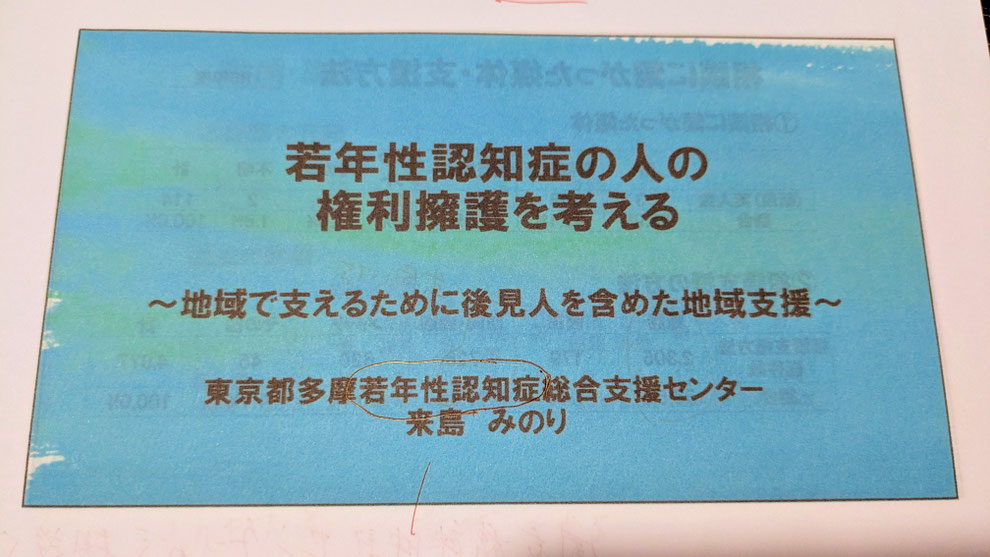 若年性認知症の人の
権利擁護を考える
～地域で支えるために後見人を含めた地域支援～
東京都多摩若年性認知症総合支援センター
来島 みのり